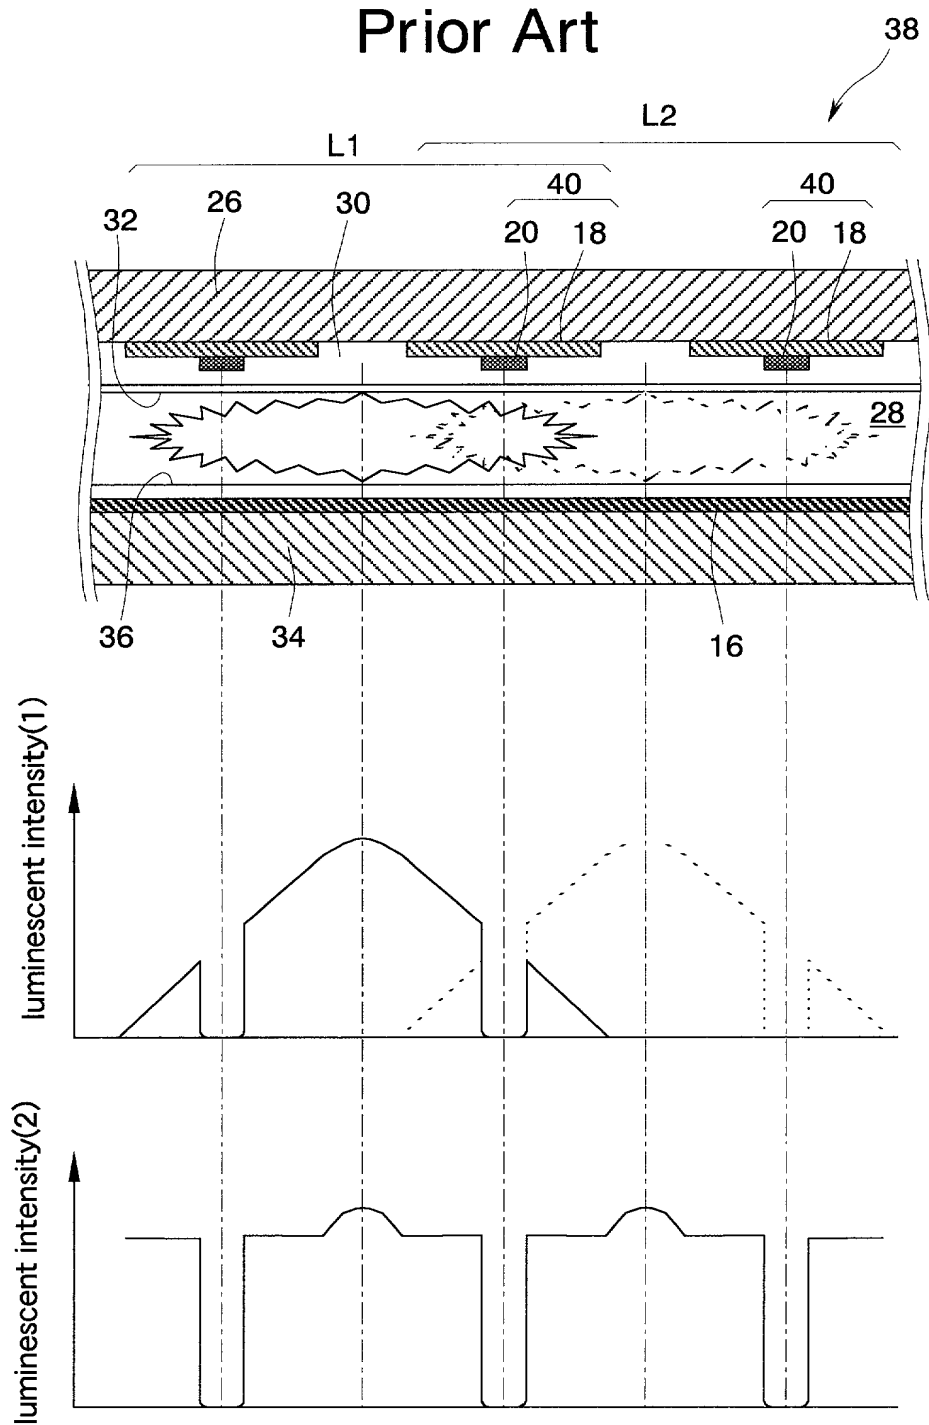 Prior Art
38
L2
L1
40
40
26
30
32
20
18
20
18
28
36
34
16
luminescent intensity(1)
luminescent intensity(2)